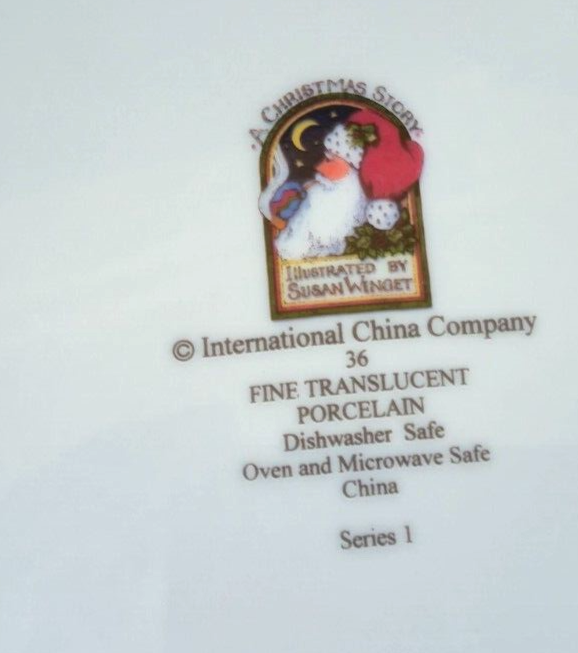 A CHRISTMAS STORY
ILLUSTRATED BY
SUSAN WINGET
© International China Company
36
FINE TRANSLUCENT
PORCELAIN
Dishwasher Safe
Oven and Microwave Safe
China
Series 1